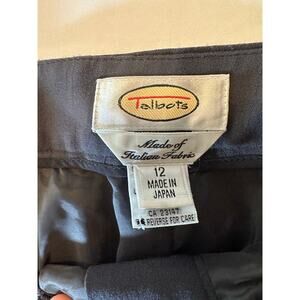 Talbots
Made of
Italian Fabric
12
MADE IN
JAPAN
CA 23147
REVERSE FOR CARE